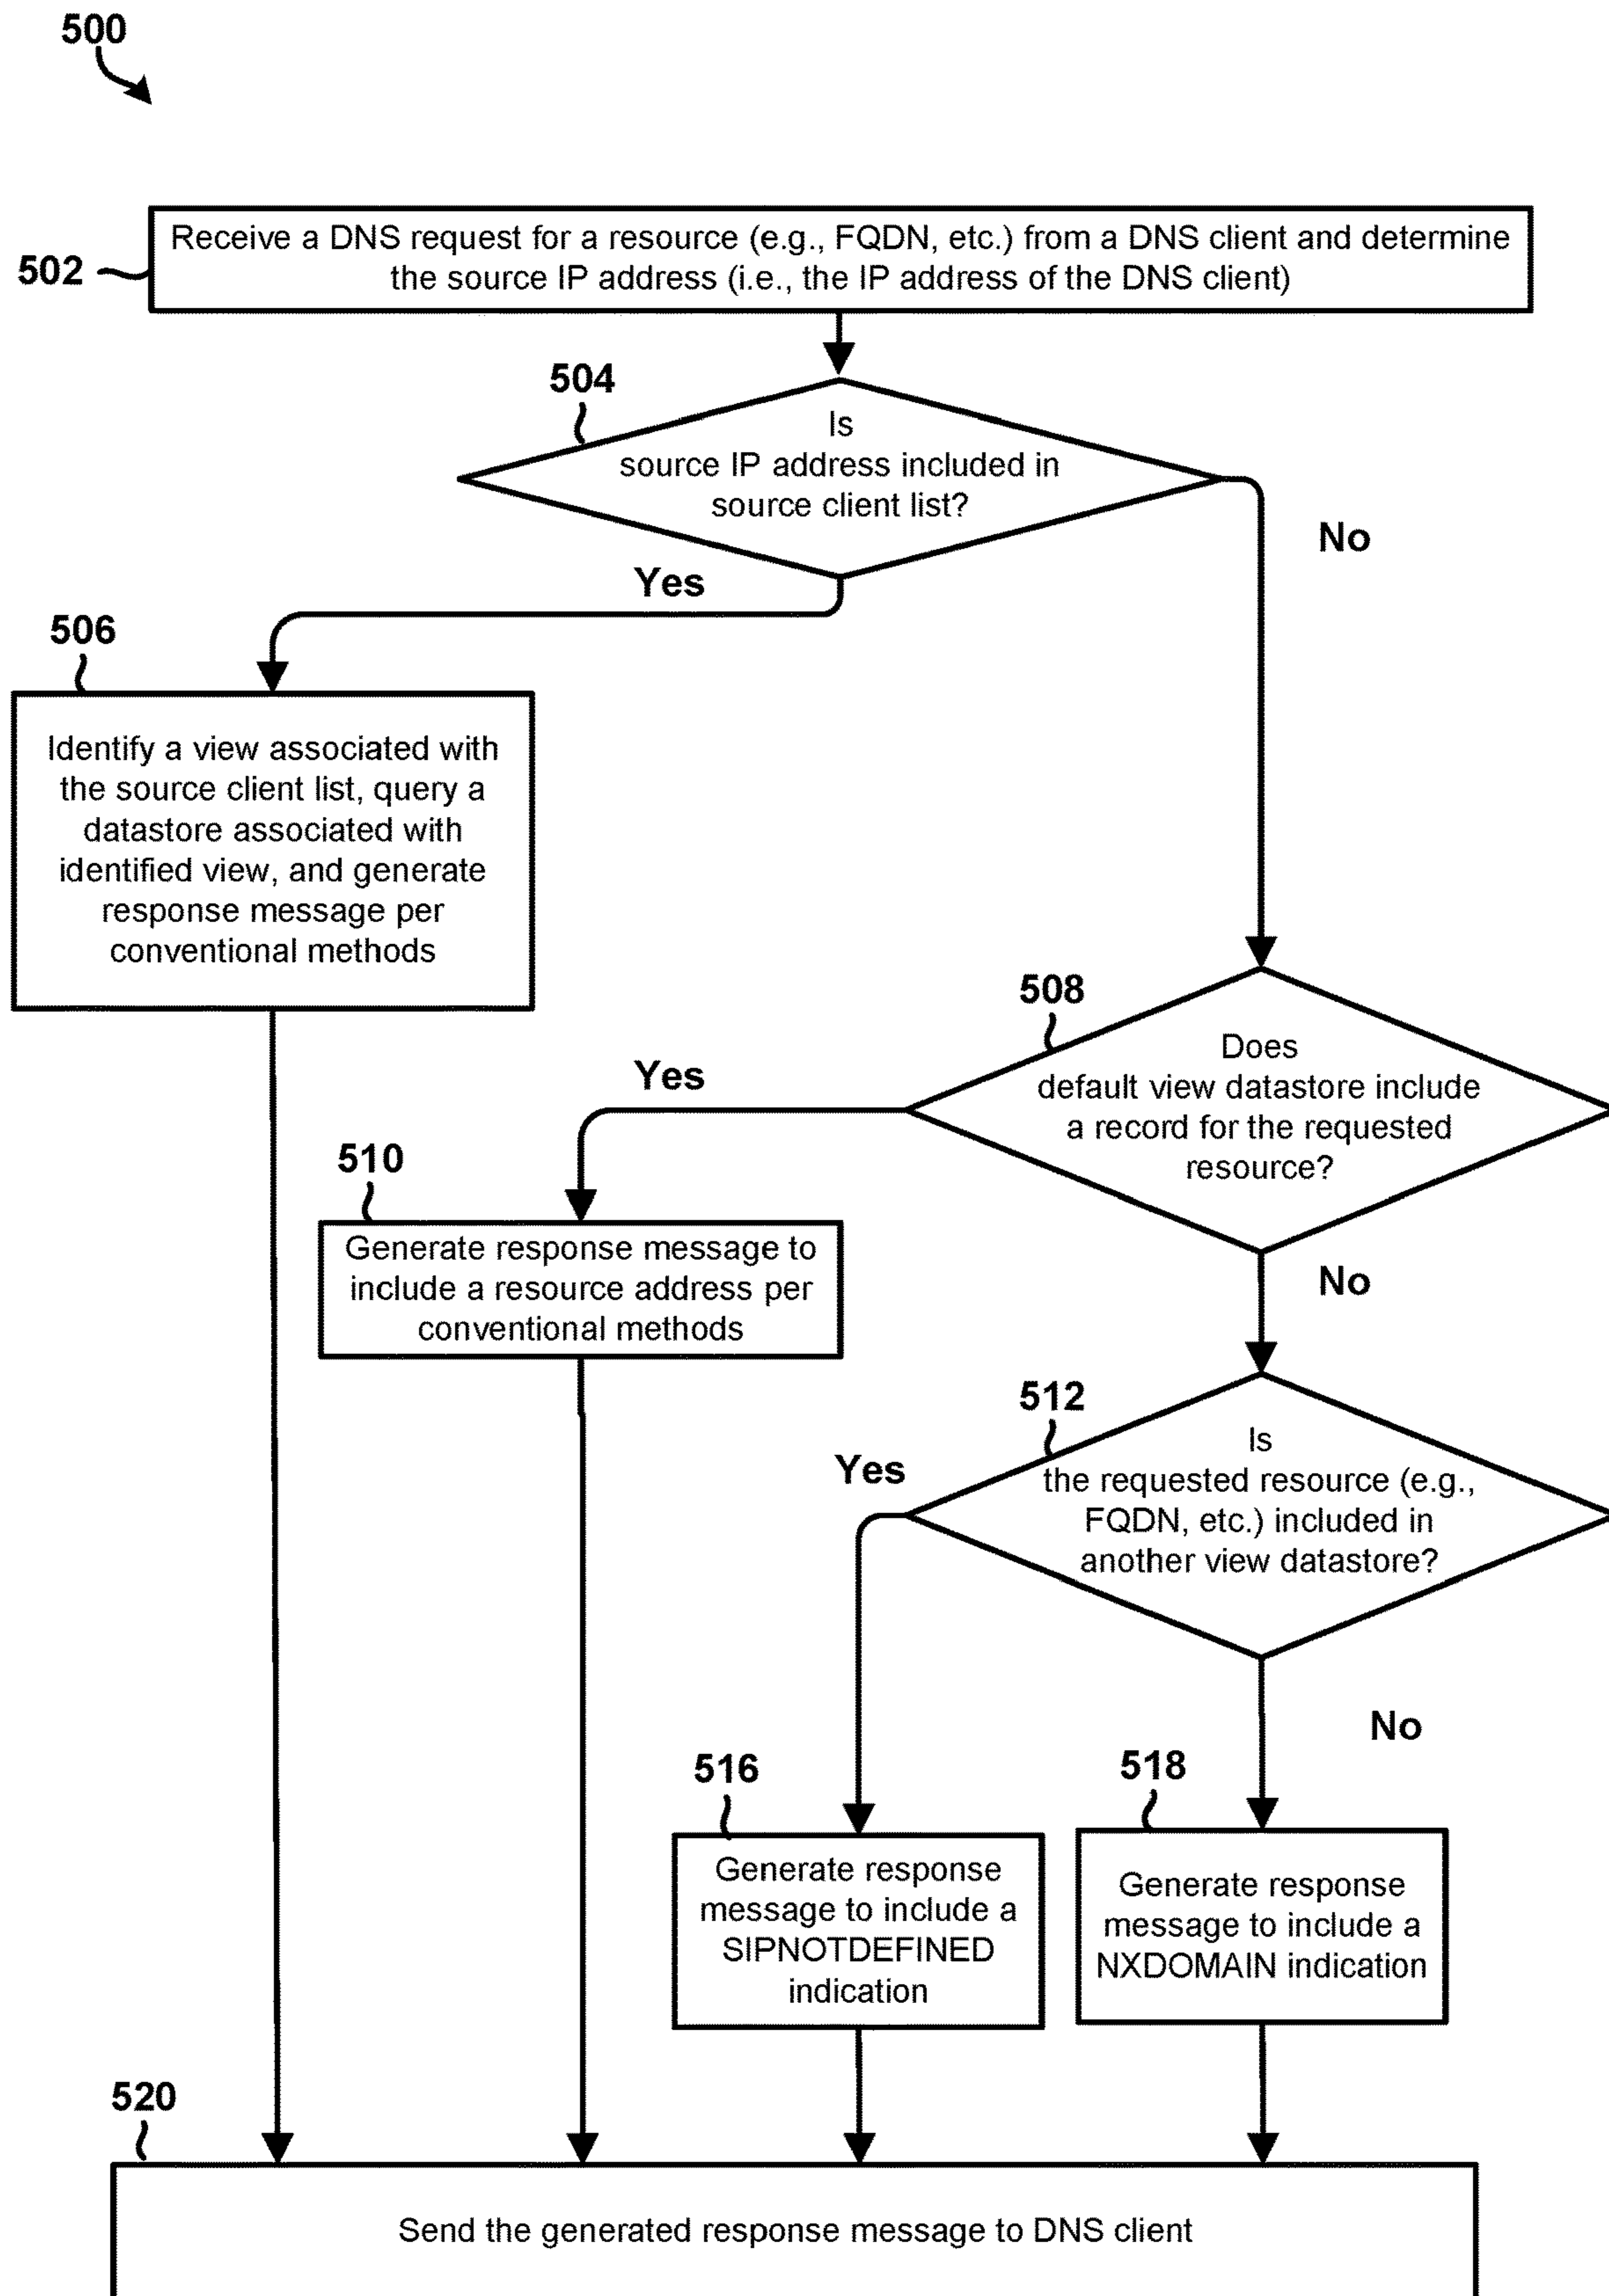 500
502
Receive a DNS request for a resource (e.g., FQDN, etc.) from a DNS client and determine
the source IP address (i.e., the IP address of the DNS client)
504
Is
source IP address included in
source client list?
No
Yes
506
Identify a view associated with
the source client list, query a
datastore associated with
identified view, and generate
response message per
conventional methods
508
Does
default view datastore include
a record for the requested
resource?
Yes
510
Generate response message to
include a resource address per
conventional methods
No
512
Is
the requested resource (e.g.,
FQDN, etc.) included in
another view datastore?
Yes
No
516
Generate response
message to include a
SIPNOTDEFINED
indication
518
Generate response
message to include a
NXDOMAIN indication
520
Send the generated response message to DNS client